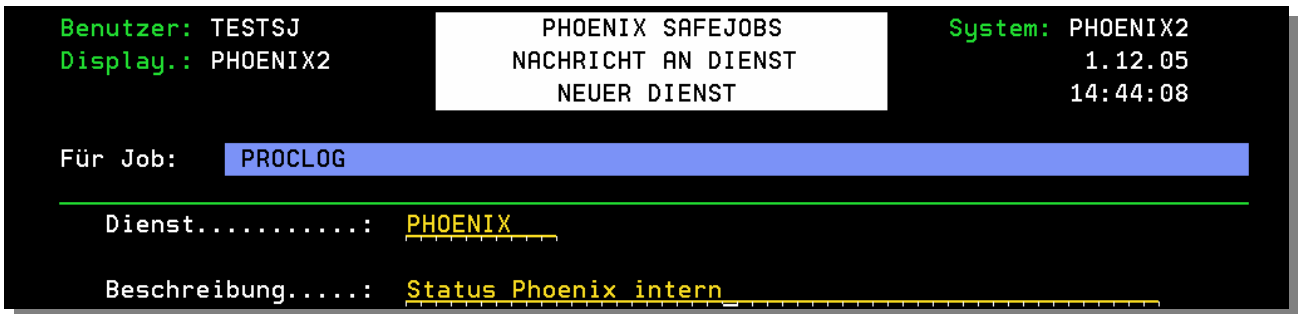 Benutzer: TESTSJ PHOENIX SAFEJOBS System: PHOENIX2
Display.: PHOENIX2 NACHRICHT AN DIENST 1.12.05
NEUER DIENST 14:44:08
Für Job: PROCLOG
Dienst...........: PHOENIX
Beschreibung.....: Status Phoenix intern